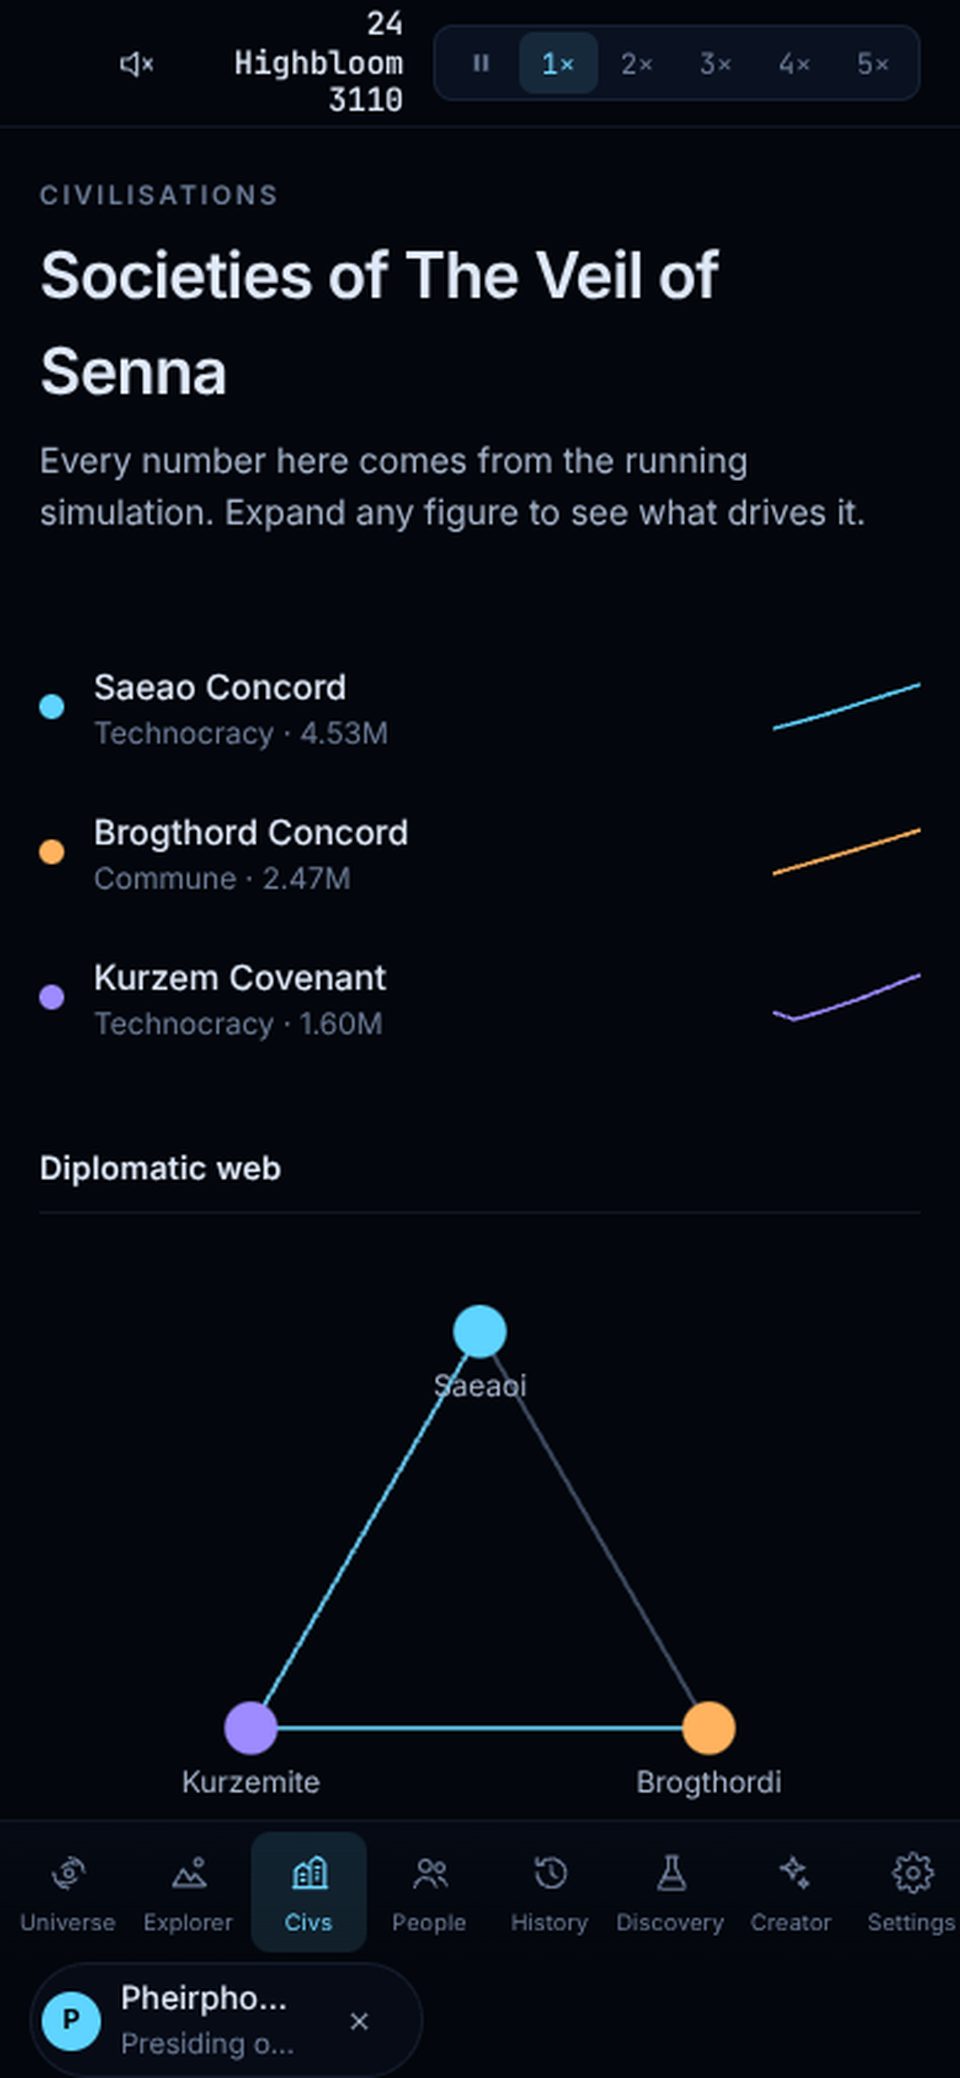 24
Highbloom
3110
1×
2×
3×
4×
5×
CIVILISATIONS
Societies of The Veil of
Senna
Every number here comes from the running
simulation. Expand any figure to see what drives it.
Saeao Concord
Technocracy · 4.53M
Brogthord Concord
Commune · 2.47M
Kurzem Covenant
Technocracy · 1.60M
Diplomatic web
Saeaoi
Kurzemite
Brogthordi
Universe
Explorer
Civs
People
History
Discovery
Creator
Settings
P
Pheirpho...
Presiding o...